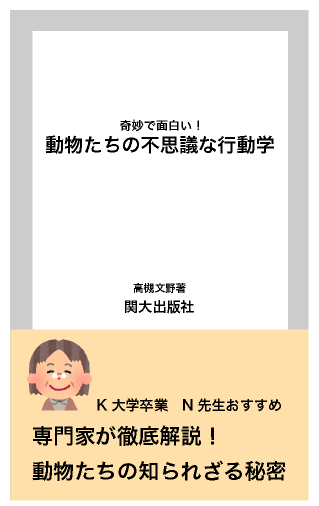 奇妙で面白い！
動物たちの不思議な行動学
高槻文野著
関大出版社
K 大学卒業　N 先生おすすめ
専門家が徹底解説！
動物たちの知られざる秘密